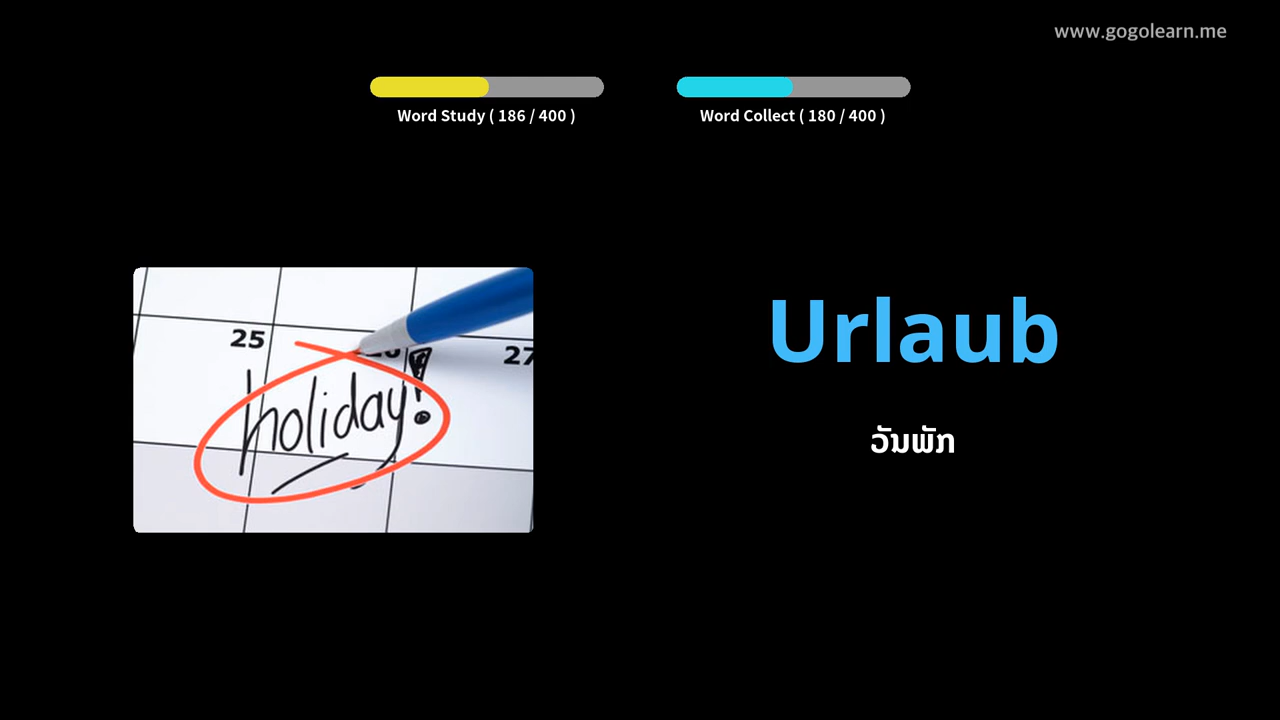 www.gogolearn.me
Word Study ( 186 / 400 )
Word Collect ( 180 / 400 )
25
27
holiday!
Urlaub
ວັນພັກ